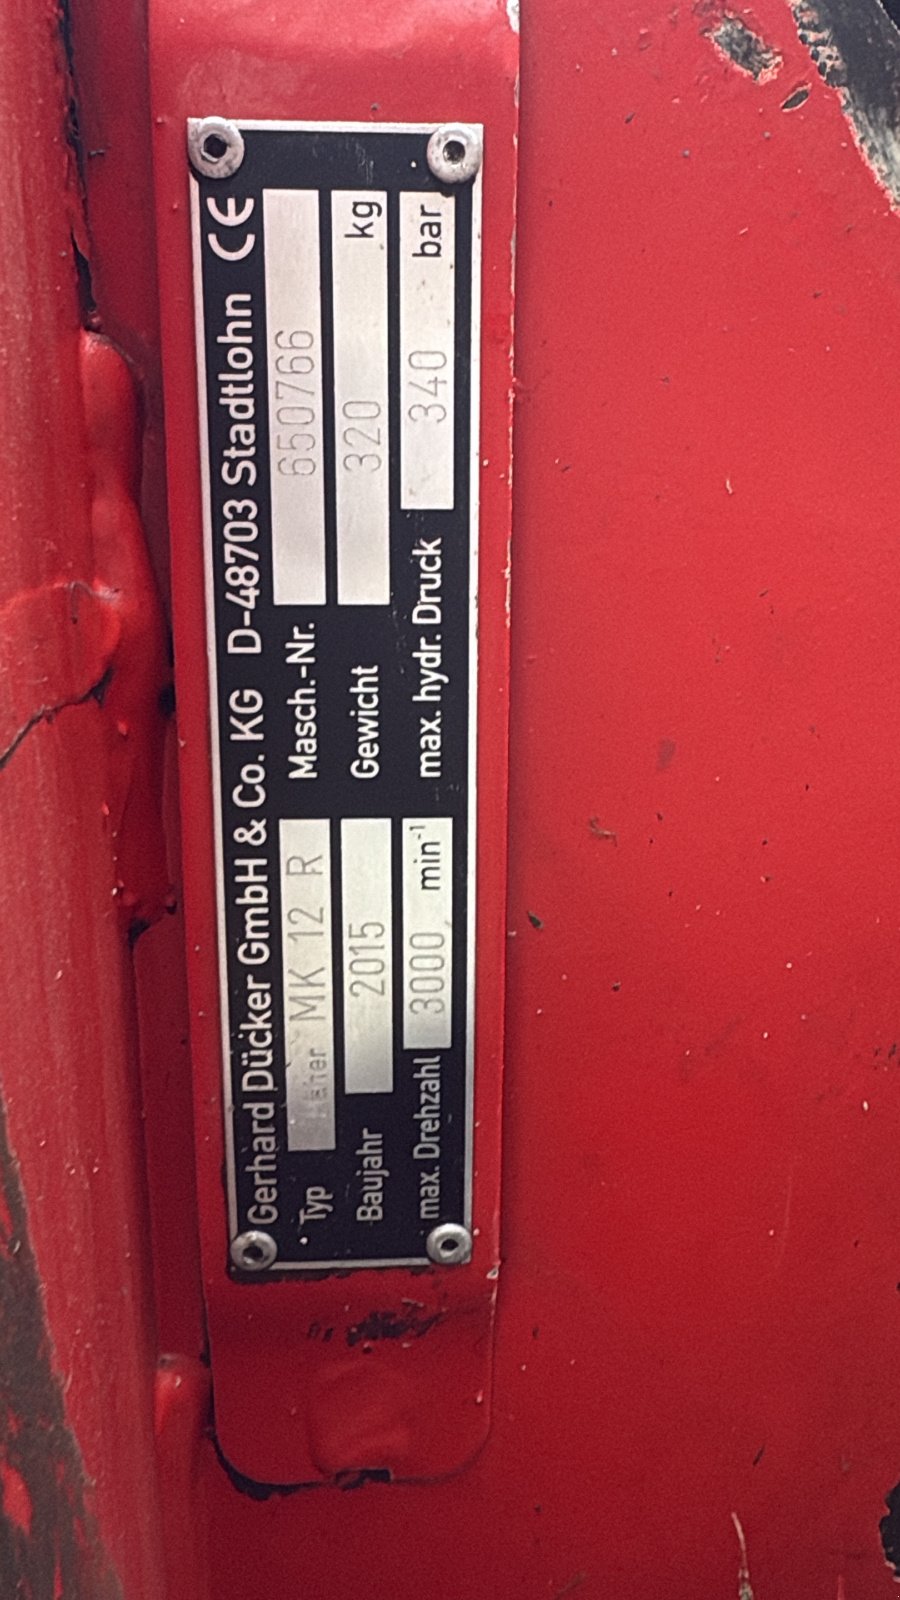 Gerhard Dücker GmbH & Co. KG D-48703 Stadtlohn CE
Typ MK 12 R Masch.-Nr. 650766
Baujahr 2015 Gewicht 320 kg
max. Drehzahl 3000 min⁻¹ max. hydr. Druck 340 bar